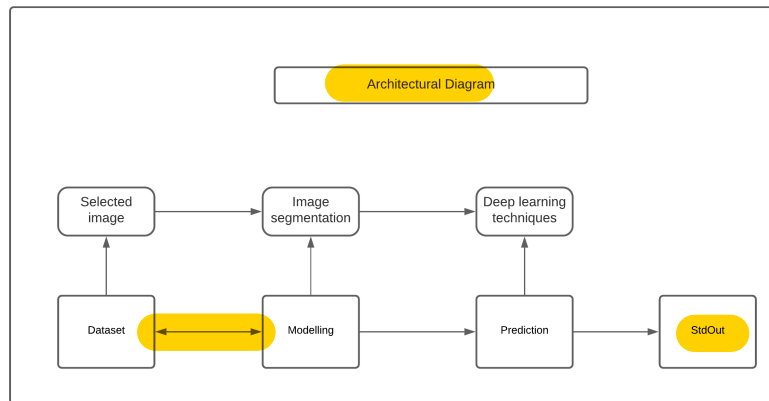 Architectural Diagram
Selected
image
Image
segmentation
Deep learning
techniques
Dataset
Modelling
Prediction
StdOut